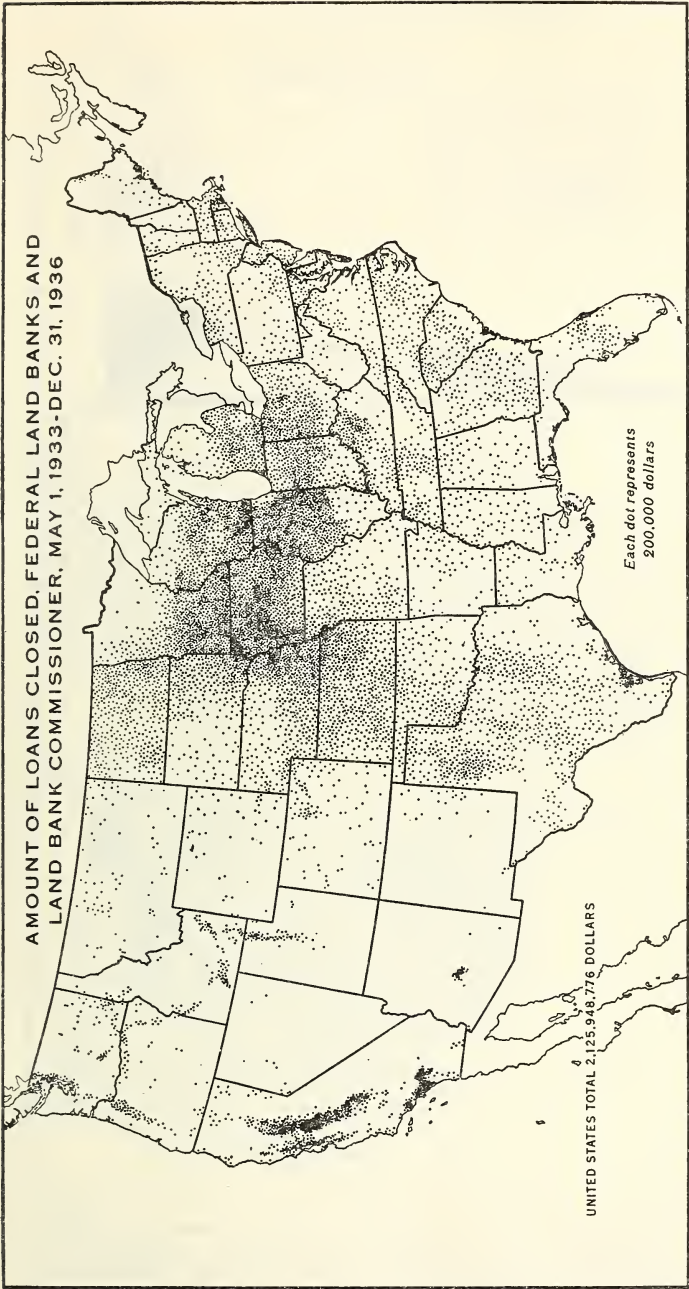 AMOUNT OF LOANS CLOSED, FEDERAL LAND BANKS AND
LAND BANK COMMISSIONER, MAY 1, 1933-DEC. 31, 1936
Each dot represents
200,000 dollars
UNITED STATES TOTAL 2,125,948,776 DOLLARS